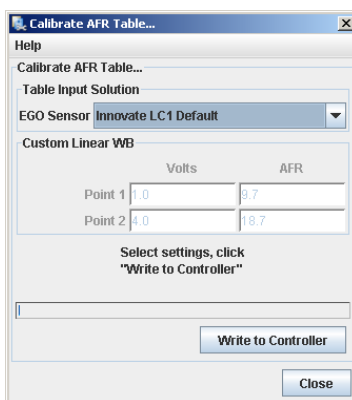 Calibrate AFR Table...
Help
Calibrate AFR Table...
Table Input Solution
EGO Sensor Innovate LC1 Default
Custom Linear WB
Volts AFR
Point 1 1.0 9.7
Point 2 4.0 18.7
Select settings, click
"Write to Controller"
Write to Controller
Close